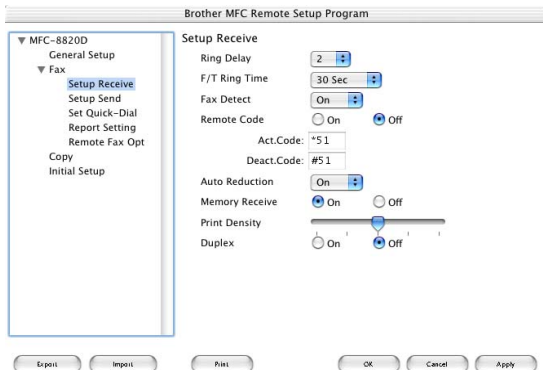 Brother MFC Remote Setup Program
MFC-8820D
General Setup
Fax
Setup Receive
Setup Send
Set Quick-Dial
Report Setting
Remote Fax Opt
Copy
Initial Setup
Setup Receive
Ring Delay 2
F/T Ring Time 30 Sec
Fax Detect On
Remote Code On Off
Act.Code: *51
Deact.Code: #51
Auto Reduction On
Memory Receive On Off
Print Density
Duplex On Off
Export Import Print OK Cancel Apply